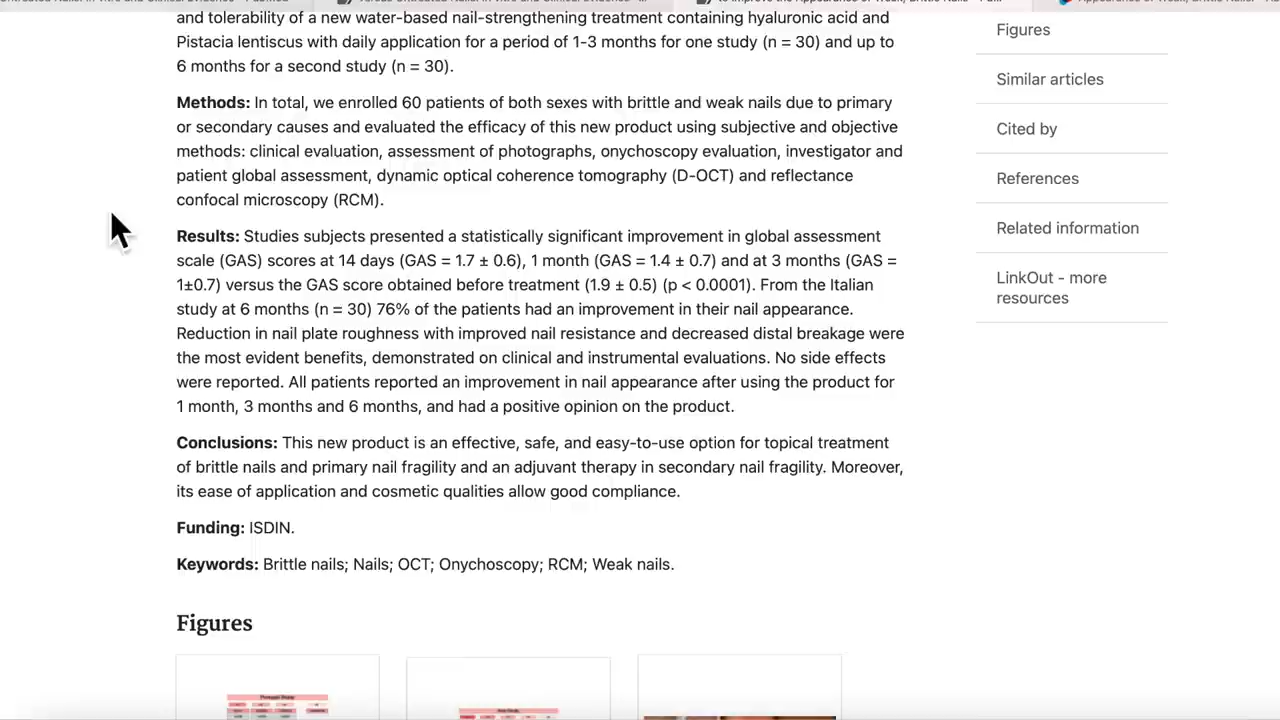 and tolerability of a new water-based nail-strengthening treatment containing hyaluronic acid and
Pistacia lentiscus with daily application for a period of 1-3 months for one study (n = 30) and up to
6 months for a second study (n = 30).
Methods: In total, we enrolled 60 patients of both sexes with brittle and weak nails due to primary
or secondary causes and evaluated the efficacy of this new product using subjective and objective
methods: clinical evaluation, assessment of photographs, onychoscopy evaluation, investigator and
patient global assessment, dynamic optical coherence tomography (D-OCT) and reflectance
confocal microscopy (RCM).
Results: Studies subjects presented a statistically significant improvement in global assessment
scale (GAS) scores at 14 days (GAS = 1.7 ± 0.6), 1 month (GAS = 1.4 ± 0.7) and at 3 months (GAS =
1±0.7) versus the GAS score obtained before treatment (1.9 ± 0.5) (p < 0.0001). From the Italian
study at 6 months (n = 30) 76% of the patients had an improvement in their nail appearance.
Reduction in nail plate roughness with improved nail resistance and decreased distal breakage were
the most evident benefits, demonstrated on clinical and instrumental evaluations. No side effects
were reported. All patients reported an improvement in nail appearance after using the product for
1 month, 3 months and 6 months, and had a positive opinion on the product.
Conclusions: This new product is an effective, safe, and easy-to-use option for topical treatment
of brittle nails and primary nail fragility and an adjuvant therapy in secondary nail fragility. Moreover,
its ease of application and cosmetic qualities allow good compliance.
Funding: ISDIN.
Keywords: Brittle nails; Nails; OCT; Onychoscopy; RCM; Weak nails.
Figures
Figures
Similar articles
Cited by
References
Related information
LinkOut - more
resources